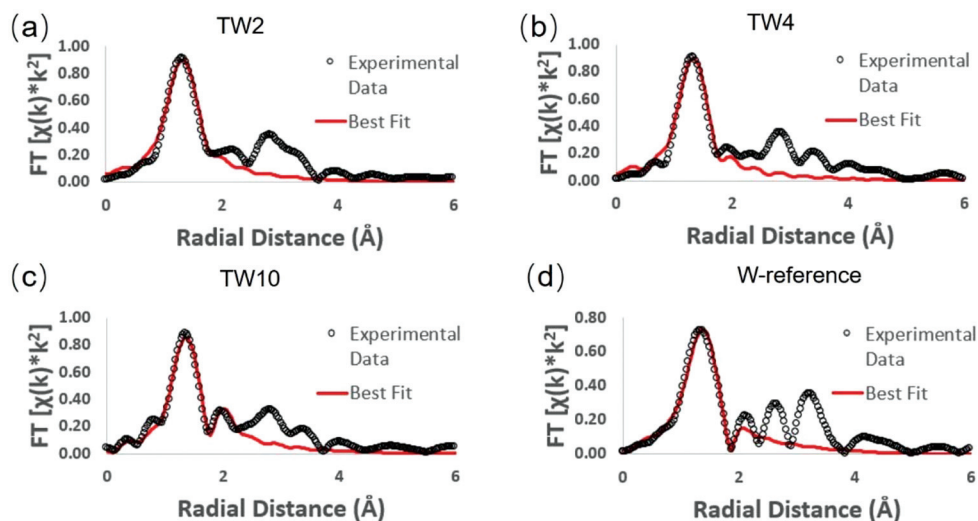 (a)
TW2
1.00
0.80
0.60
0.40
0.20
0.00
FT [χ(k)*k²]
Experimental
Data
Best Fit
0 2 4 6
Radial Distance (Å)
(b)
TW4
1.00
0.80
0.60
0.40
0.20
0.00
FT [χ(k)*k²]
Experimental
Data
Best Fit
0 2 4 6
Radial Distance (Å)
(c)
TW10
1.00
0.80
0.60
0.40
0.20
0.00
FT [χ(k)*k²]
Experimental
Data
Best Fit
0 2 4 6
Radial Distance (Å)
(d)
W-reference
0.80
0.60
0.40
0.20
0.00
FT [χ(k)*k²]
Experimental
Data
Best Fit
0 2 4 6
Radial Distance (Å)